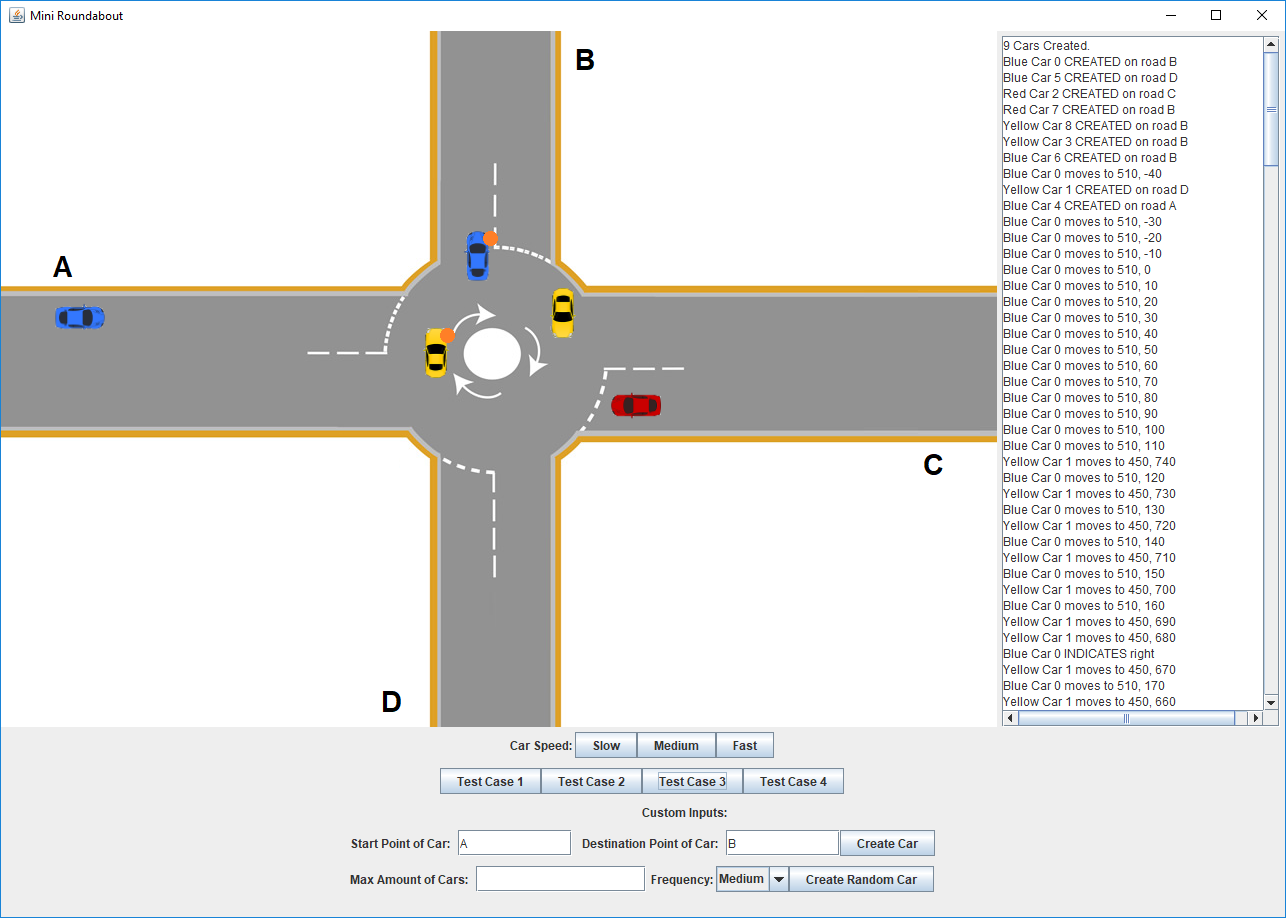 Mini Roundabout
B
A
C
D
9 Cars Created.
Blue Car 0 CREATED on road B
Blue Car 5 CREATED on road D
Red Car 2 CREATED on road C
Red Car 7 CREATED on road B
Yellow Car 8 CREATED on road B
Yellow Car 3 CREATED on road B
Blue Car 6 CREATED on road B
Blue Car 0 moves to 510, -40
Yellow Car 1 CREATED on road D
Blue Car 4 CREATED on road A
Blue Car 0 moves to 510, -30
Blue Car 0 moves to 510, -20
Blue Car 0 moves to 510, -10
Blue Car 0 moves to 510, 0
Blue Car 0 moves to 510, 10
Blue Car 0 moves to 510, 20
Blue Car 0 moves to 510, 30
Blue Car 0 moves to 510, 40
Blue Car 0 moves to 510, 50
Blue Car 0 moves to 510, 60
Blue Car 0 moves to 510, 70
Blue Car 0 moves to 510, 80
Blue Car 0 moves to 510, 90
Blue Car 0 moves to 510, 100
Blue Car 0 moves to 510, 110
Yellow Car 1 moves to 450, 740
Blue Car 0 moves to 510, 120
Yellow Car 1 moves to 450, 730
Blue Car 0 moves to 510, 130
Yellow Car 1 moves to 450, 720
Blue Car 0 moves to 510, 140
Yellow Car 1 moves to 450, 710
Blue Car 0 moves to 510, 150
Yellow Car 1 moves to 450, 700
Blue Car 0 moves to 510, 160
Yellow Car 1 moves to 450, 690
Yellow Car 1 moves to 450, 680
Blue Car 0 INDICATES right
Yellow Car 1 moves to 450, 670
Blue Car 0 moves to 510, 170
Yellow Car 1 moves to 450, 660
Car Speed: Slow Medium Fast
Test Case 1 Test Case 2 Test Case 3 Test Case 4
Custom Inputs:
Start Point of Car: A Destination Point of Car: B Create Car
Max Amount of Cars: Frequency: Medium Create Random Car